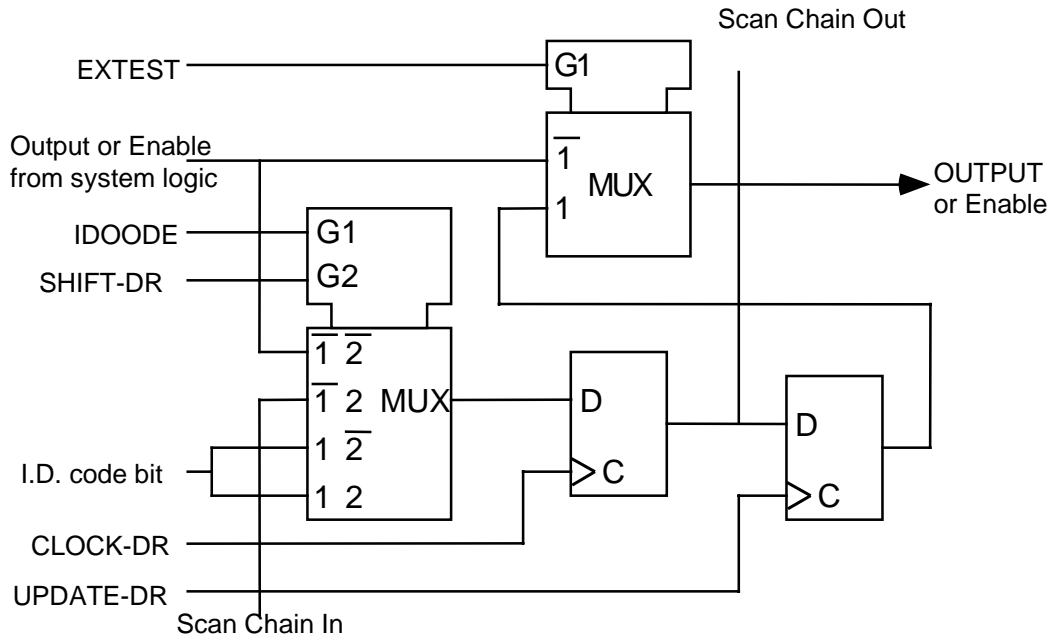 Scan Chain Out
EXTEST
G1
Output or Enable
from system logic
1
MUX
1
OUTPUT
or Enable
IDOODE
G1
SHIFT-DR
G2
1 2
1 2 MUX
D
D
1 2
I.D. code bit
C
1 2
C
CLOCK-DR
UPDATE-DR
Scan Chain In